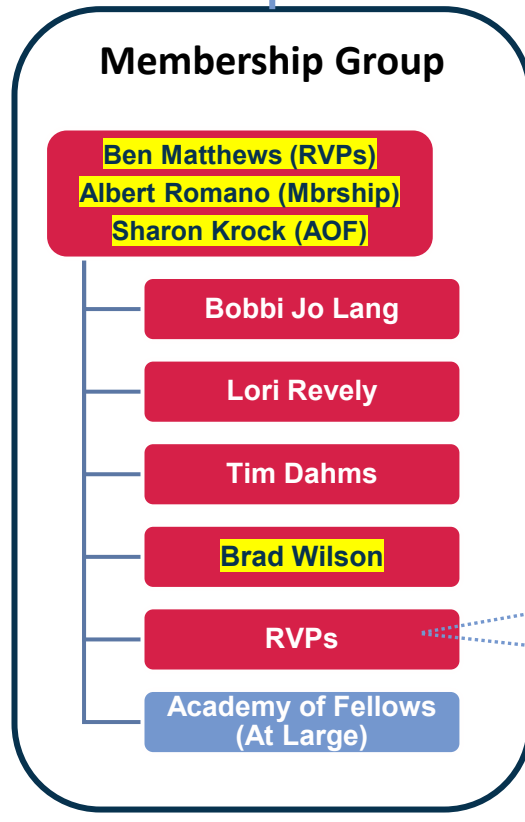 Membership Group
Ben Matthews (RVPs)
Albert Romano (Mbrship)
Sharon Krock (AOF)
Bobbi Jo Lang
Lori Revely
Tim Dahms
Brad Wilson
RVPs
Academy of Fellows
(At Large)